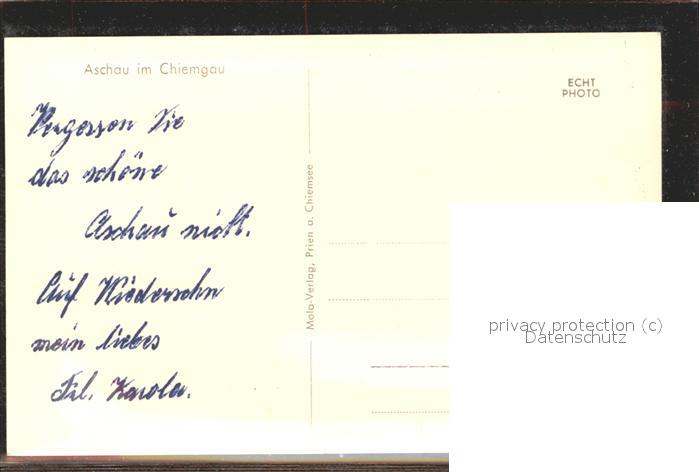 Aschau im Chiemgau
Vergessen Sie
das schöne
Aschau nicht.
Auf Wiedersehn
mein liebes
Frl. Karola.
Mola-Verlag, Prien a. Chiemsee
ECHT
PHOTO
privacy protection (c)
Datenschutz